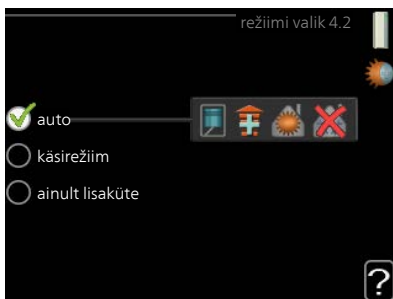 režiimi valik 4.2
auto
käsirežiim
ainult lisaküte
?